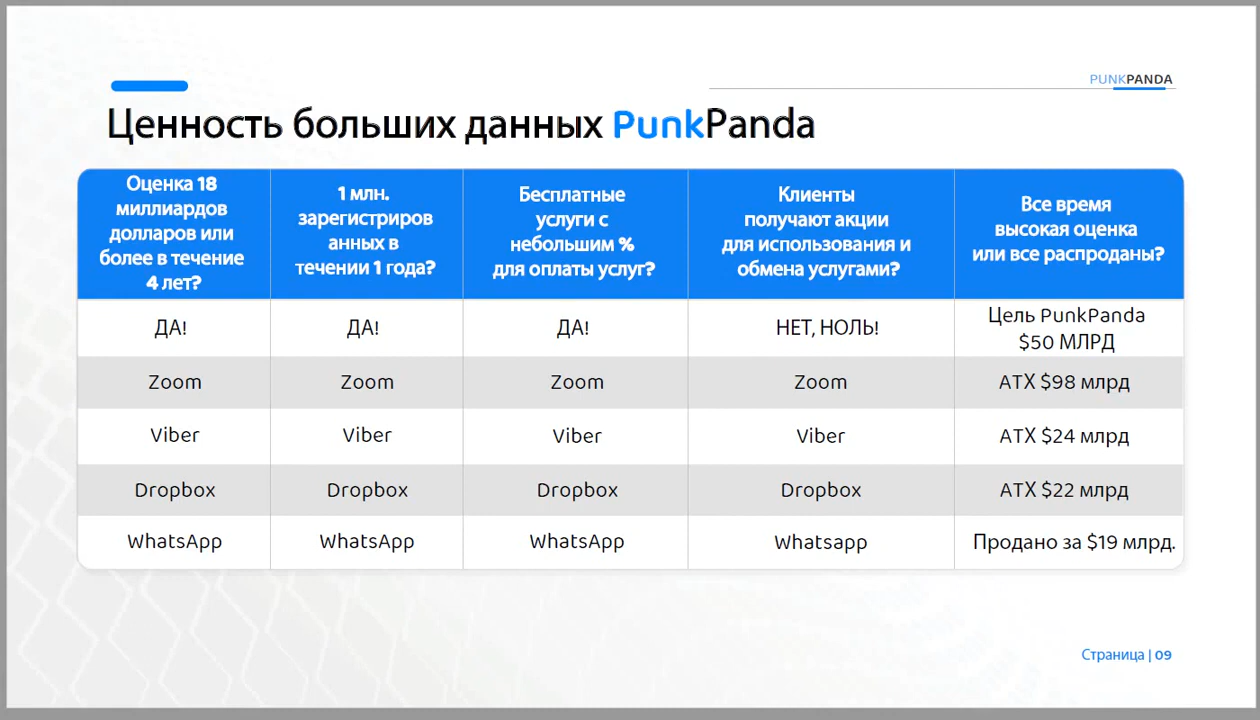 PUNKPANDA
Ценность больших данных PunkPanda
Оценка 18
миллиардов
долларов или
более в течение
4 лет?
1 млн.
зарегистриров
анных в
течении 1 года?
Бесплатные
услуги с
небольшим %
для оплаты услуг?
Клиенты
получают акции
для использования и
обмена услугами?
Все время
высокая оценка
или все распроданы?
ДА!
ДА!
ДА!
НЕТ, НОЛЬ!
Цель PunkPanda
$50 МЛРД
Zoom
Zoom
Zoom
Zoom
ATX $98 млрд
Viber
Viber
Viber
Viber
ATX $24 млрд
Dropbox
Dropbox
Dropbox
Dropbox
ATX $22 млрд
WhatsApp
WhatsApp
WhatsApp
Whatsapp
Продано за $19 млрд.
Страница | 09